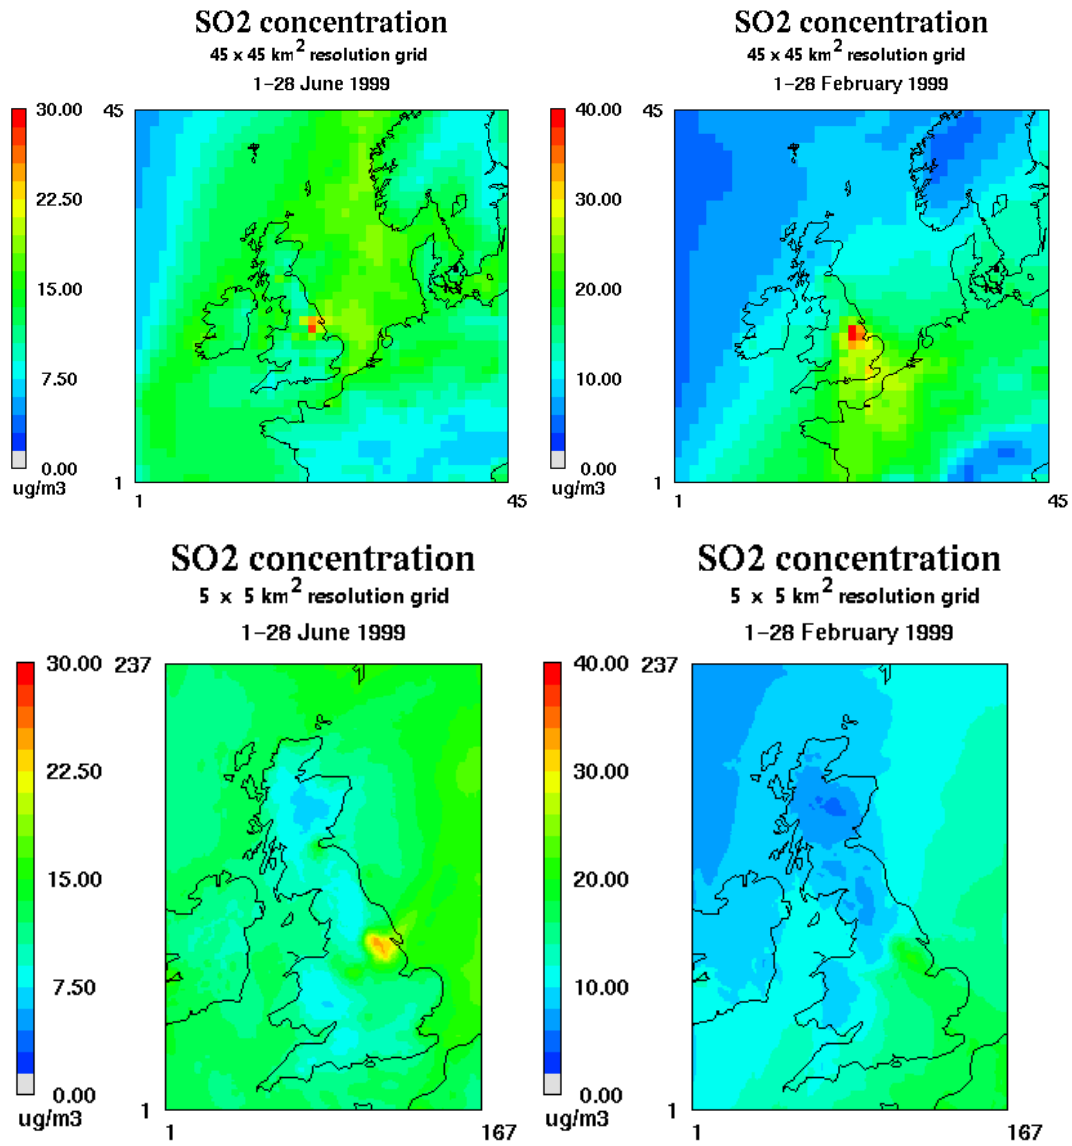 SO2 concentration
45 x 45 km2 resolution grid
1–28 June 1999
30.00
22.50
15.00
7.50
0.00
ug/m3
45
1
1
45
SO2 concentration
45 x 45 km2 resolution grid
1–28 February 1999
40.00
30.00
20.00
10.00
0.00
ug/m3
45
1
1
45
SO2 concentration
5 x 5 km2 resolution grid
1–28 June 1999
30.00
22.50
15.00
7.50
0.00
ug/m3
237
1
1
167
SO2 concentration
5 x 5 km2 resolution grid
1–28 February 1999
40.00
30.00
20.00
10.00
0.00
ug/m3
237
1
1
167